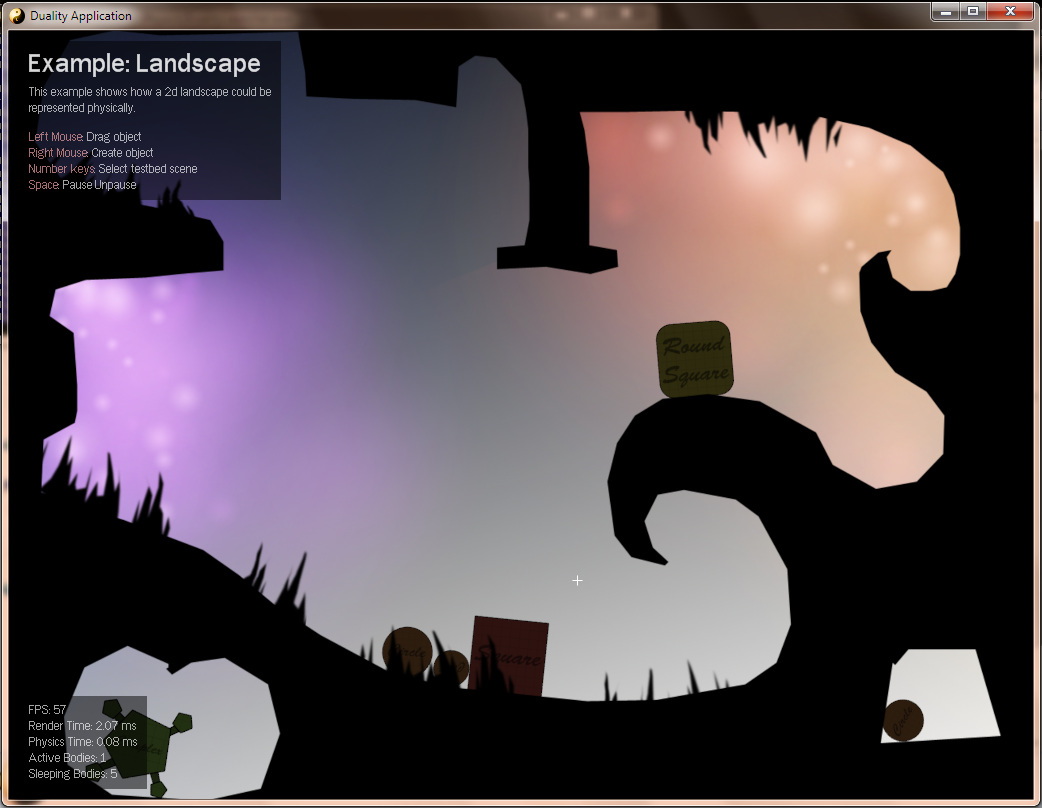 Duality Application
Example: Landscape
This example shows how a 2d landscape could be
represented physically.
Left Mouse: Drag object
Right Mouse: Create object
Number Keys: Select testbed scene
Space: Pause Unpause
Round
Square
Circle
Square
Circle
FPS: 57
Render Time: 2.07 ms
Physics Time: 0.08 ms
Active Bodies: 1
Sleeping Bodies: 5